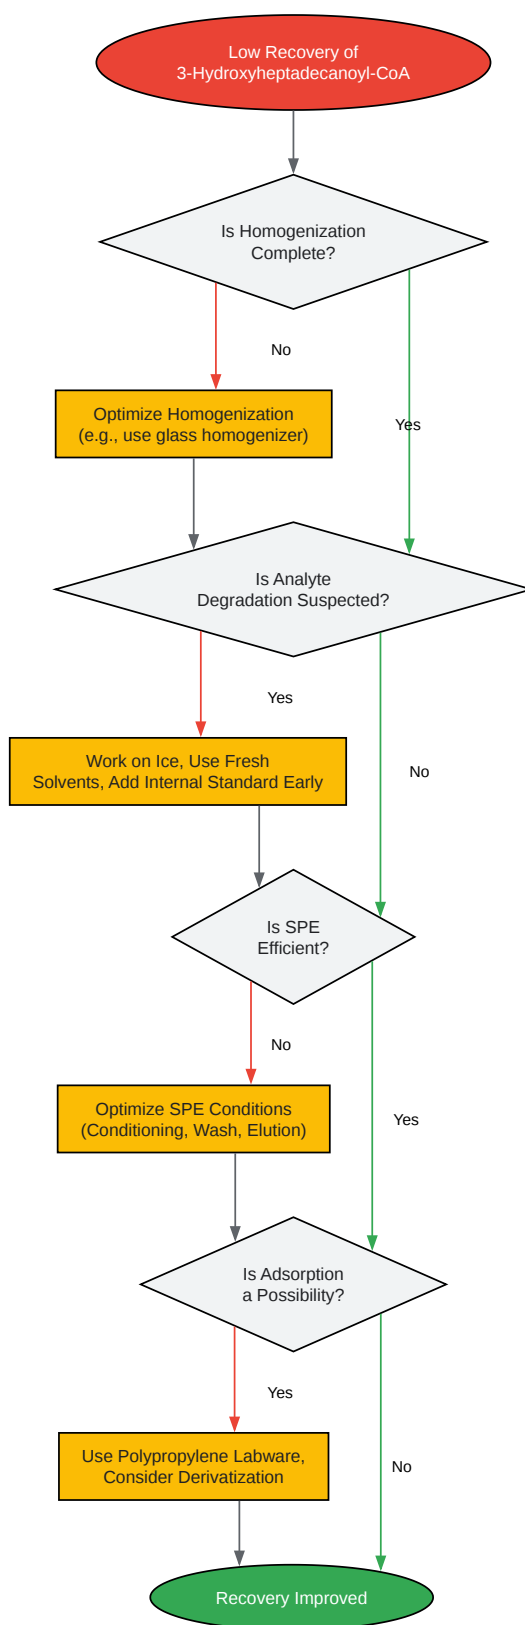 Low Recovery of
3-Hydroxyheptadecanoyl-CoA
Is Homogenization
Complete?
No
Optimize Homogenization
(e.g., use glass homogenizer)
Yes
Is Analyte
Degradation Suspected?
Yes
Work on Ice, Use Fresh
Solvents, Add Internal Standard Early
No
Is SPE
Efficient?
No
Optimize SPE Conditions
(Conditioning, Wash, Elution)
Yes
Is Adsorption
a Possibility?
Yes
Use Polypropylene Labware,
Consider Derivatization
No
Recovery Improved